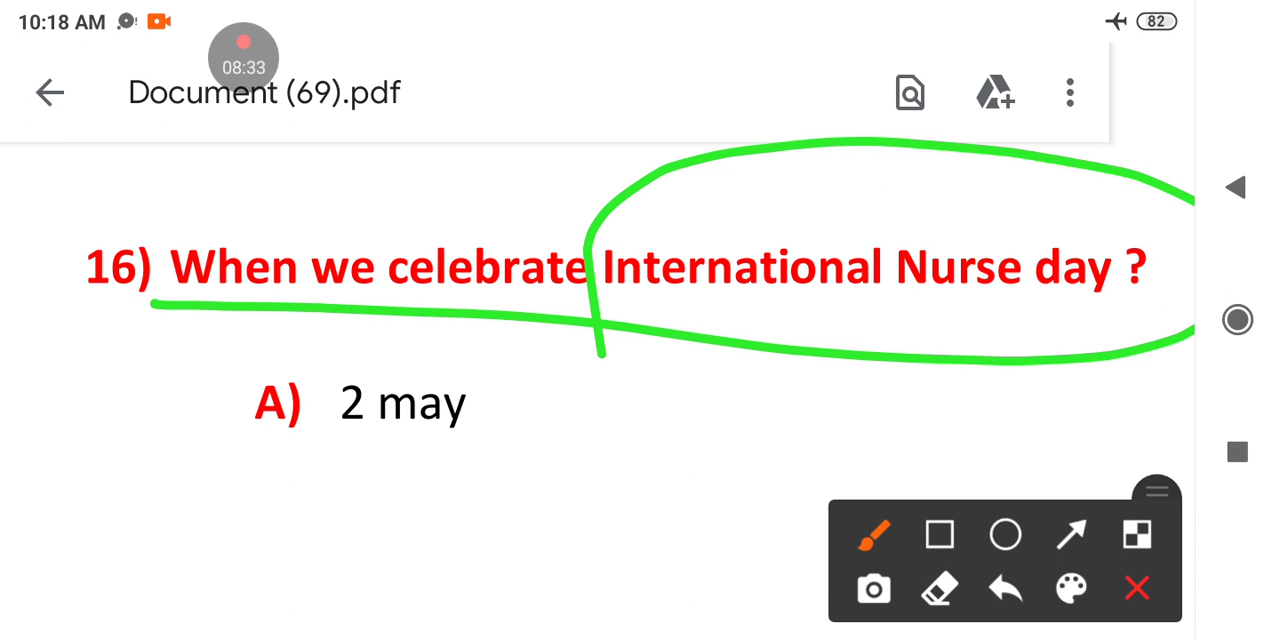 10:18 AM
82
08:33
Document (69).pdf
16) When we celebrate International Nurse day ?
A) 2 may